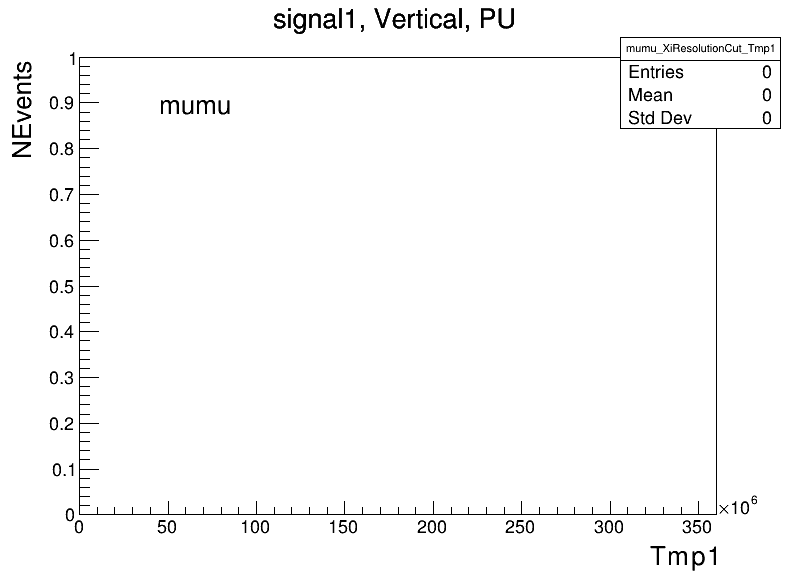 signal1, Vertical, PU
mumu_XiResolutionCut_Tmp1
Entries 0
Mean 0
Std Dev 0
NEvents
mumu
1
0.9
0.8
0.7
0.6
0.5
0.4
0.3
0.2
0.1
0
0 50 100 150 200 250 300 350
×10⁶
Tmp1